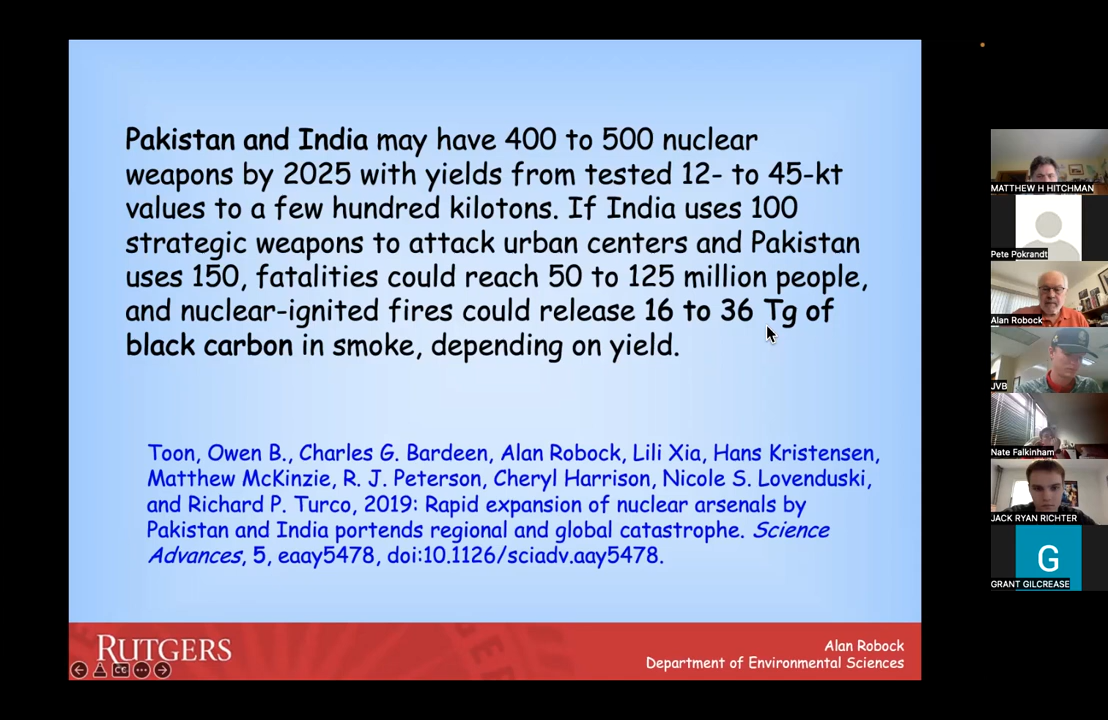 Pakistan and India may have 400 to 500 nuclear
weapons by 2025 with yields from tested 12- to 45-kt
values to a few hundred kilotons. If India uses 100
strategic weapons to attack urban centers and Pakistan
uses 150, fatalities could reach 50 to 125 million people,
and nuclear-ignited fires could release 16 to 36 Tg of
black carbon in smoke, depending on yield.
Toon, Owen B., Charles G. Bardeen, Alan Robock, Lili Xia, Hans Kristensen,
Matthew McKinzie, R. J. Peterson, Cheryl Harrison, Nicole S. Lovenduski,
and Richard P. Turco, 2019: Rapid expansion of nuclear arsenals by
Pakistan and India portends regional and global catastrophe. Science
Advances, 5, eaay5478, doi:10.1126/sciadv.aay5478.
RUTGERS
CC
Alan Robock
Department of Environmental Sciences
MATTHEW H HITCHMAN
Pete Pokrandt
Alan Robock
JVB
Nate Falkinham
JACK RYAN RICHTER
G
GRANT GILCREASE